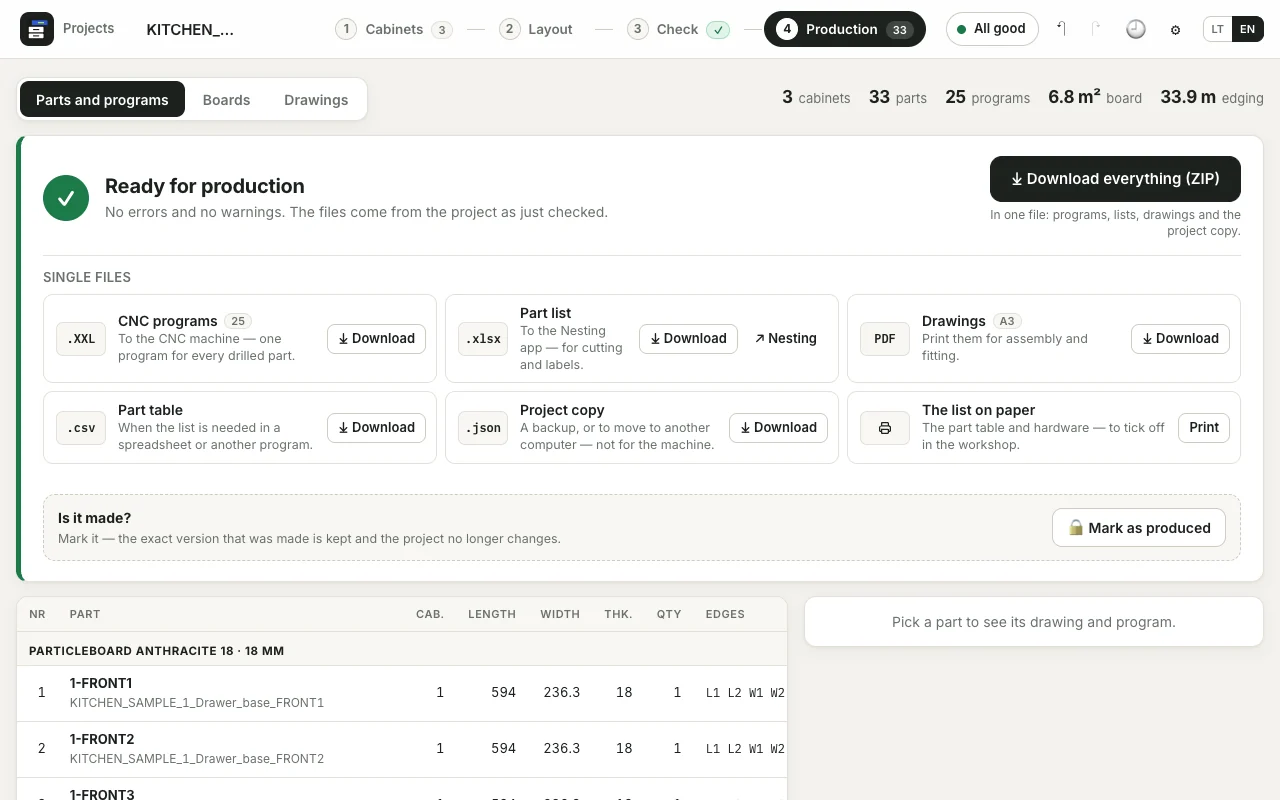 Projects
KITCHEN_...
1 Cabinets 3
2 Layout
3 Check ✓
4 Production 33
All good
LT EN
Parts and programs
Boards
Drawings
3 cabinets 33 parts 25 programs 6.8 m² board 33.9 m edging
Ready for production
No errors and no warnings. The files come from the project as just checked.
Download everything (ZIP)
In one file: programs, lists, drawings and the
project copy.
SINGLE FILES
.XXL
CNC programs 25
To the CNC machine — one
program for every drilled part.
Download
.xlsx
Part list
To the Nesting
app — for cutting
and labels.
Download
Nesting
PDF
Drawings A3
Print them for assembly and
fitting.
Download
.csv
Part table
When the list is needed in a
spreadsheet or another program.
Download
.json
Project copy
A backup, or to move to another
computer — not for the machine.
Download
The list on paper
The part table and hardware — to tick off
in the workshop.
Print
Is it made?
Mark it — the exact version that was made is kept and the project no longer changes.
Mark as produced
NR PART CAB. LENGTH WIDTH THK. QTY EDGES
PARTICLEBOARD ANTHRACITE 18 · 18 MM
1 1-FRONT1 1 594 236.3 18 1 L1 L2 W1 W2
KITCHEN_SAMPLE_1_Drawer_base_FRONT1
2 1-FRONT2 1 594 236.3 18 1 L1 L2 W1 W2
KITCHEN_SAMPLE_1_Drawer_base_FRONT2
1-FRONT3
Pick a part to see its drawing and program.